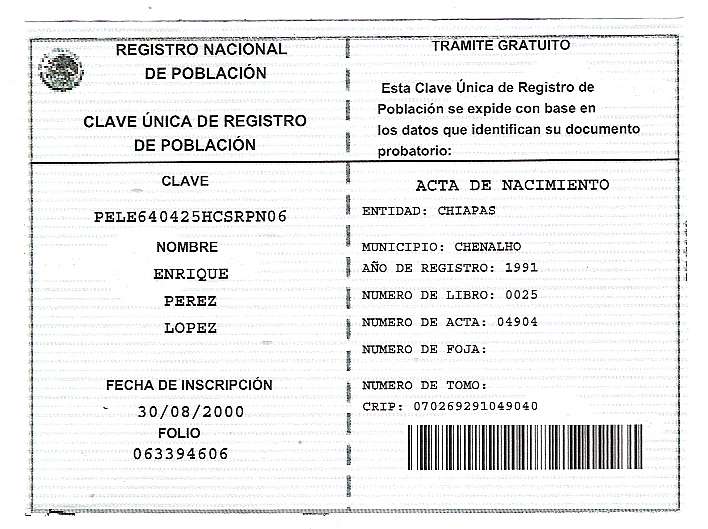 REGISTRO NACIONAL
DE POBLACIÓN
CLAVE ÚNICA DE REGISTRO
DE POBLACIÓN
CLAVE
PELE640425HCSRPN06
NOMBRE
ENRIQUE
PEREZ
LOPEZ
FECHA DE INSCRIPCIÓN
30/08/2000
FOLIO
063394606
TRAMITE GRATUITO
Esta Clave Única de Registro de
Población se expide con base en
los datos que identifican su documento
probatorio:
ACTA DE NACIMIENTO
ENTIDAD: CHIAPAS
MUNICIPIO: CHENALHO
AÑO DE REGISTRO: 1991
NUMERO DE LIBRO: 0025
NUMERO DE ACTA: 04904
NUMERO DE FOJA:
NUMERO DE TOMO:
CRIP: 070269291049040